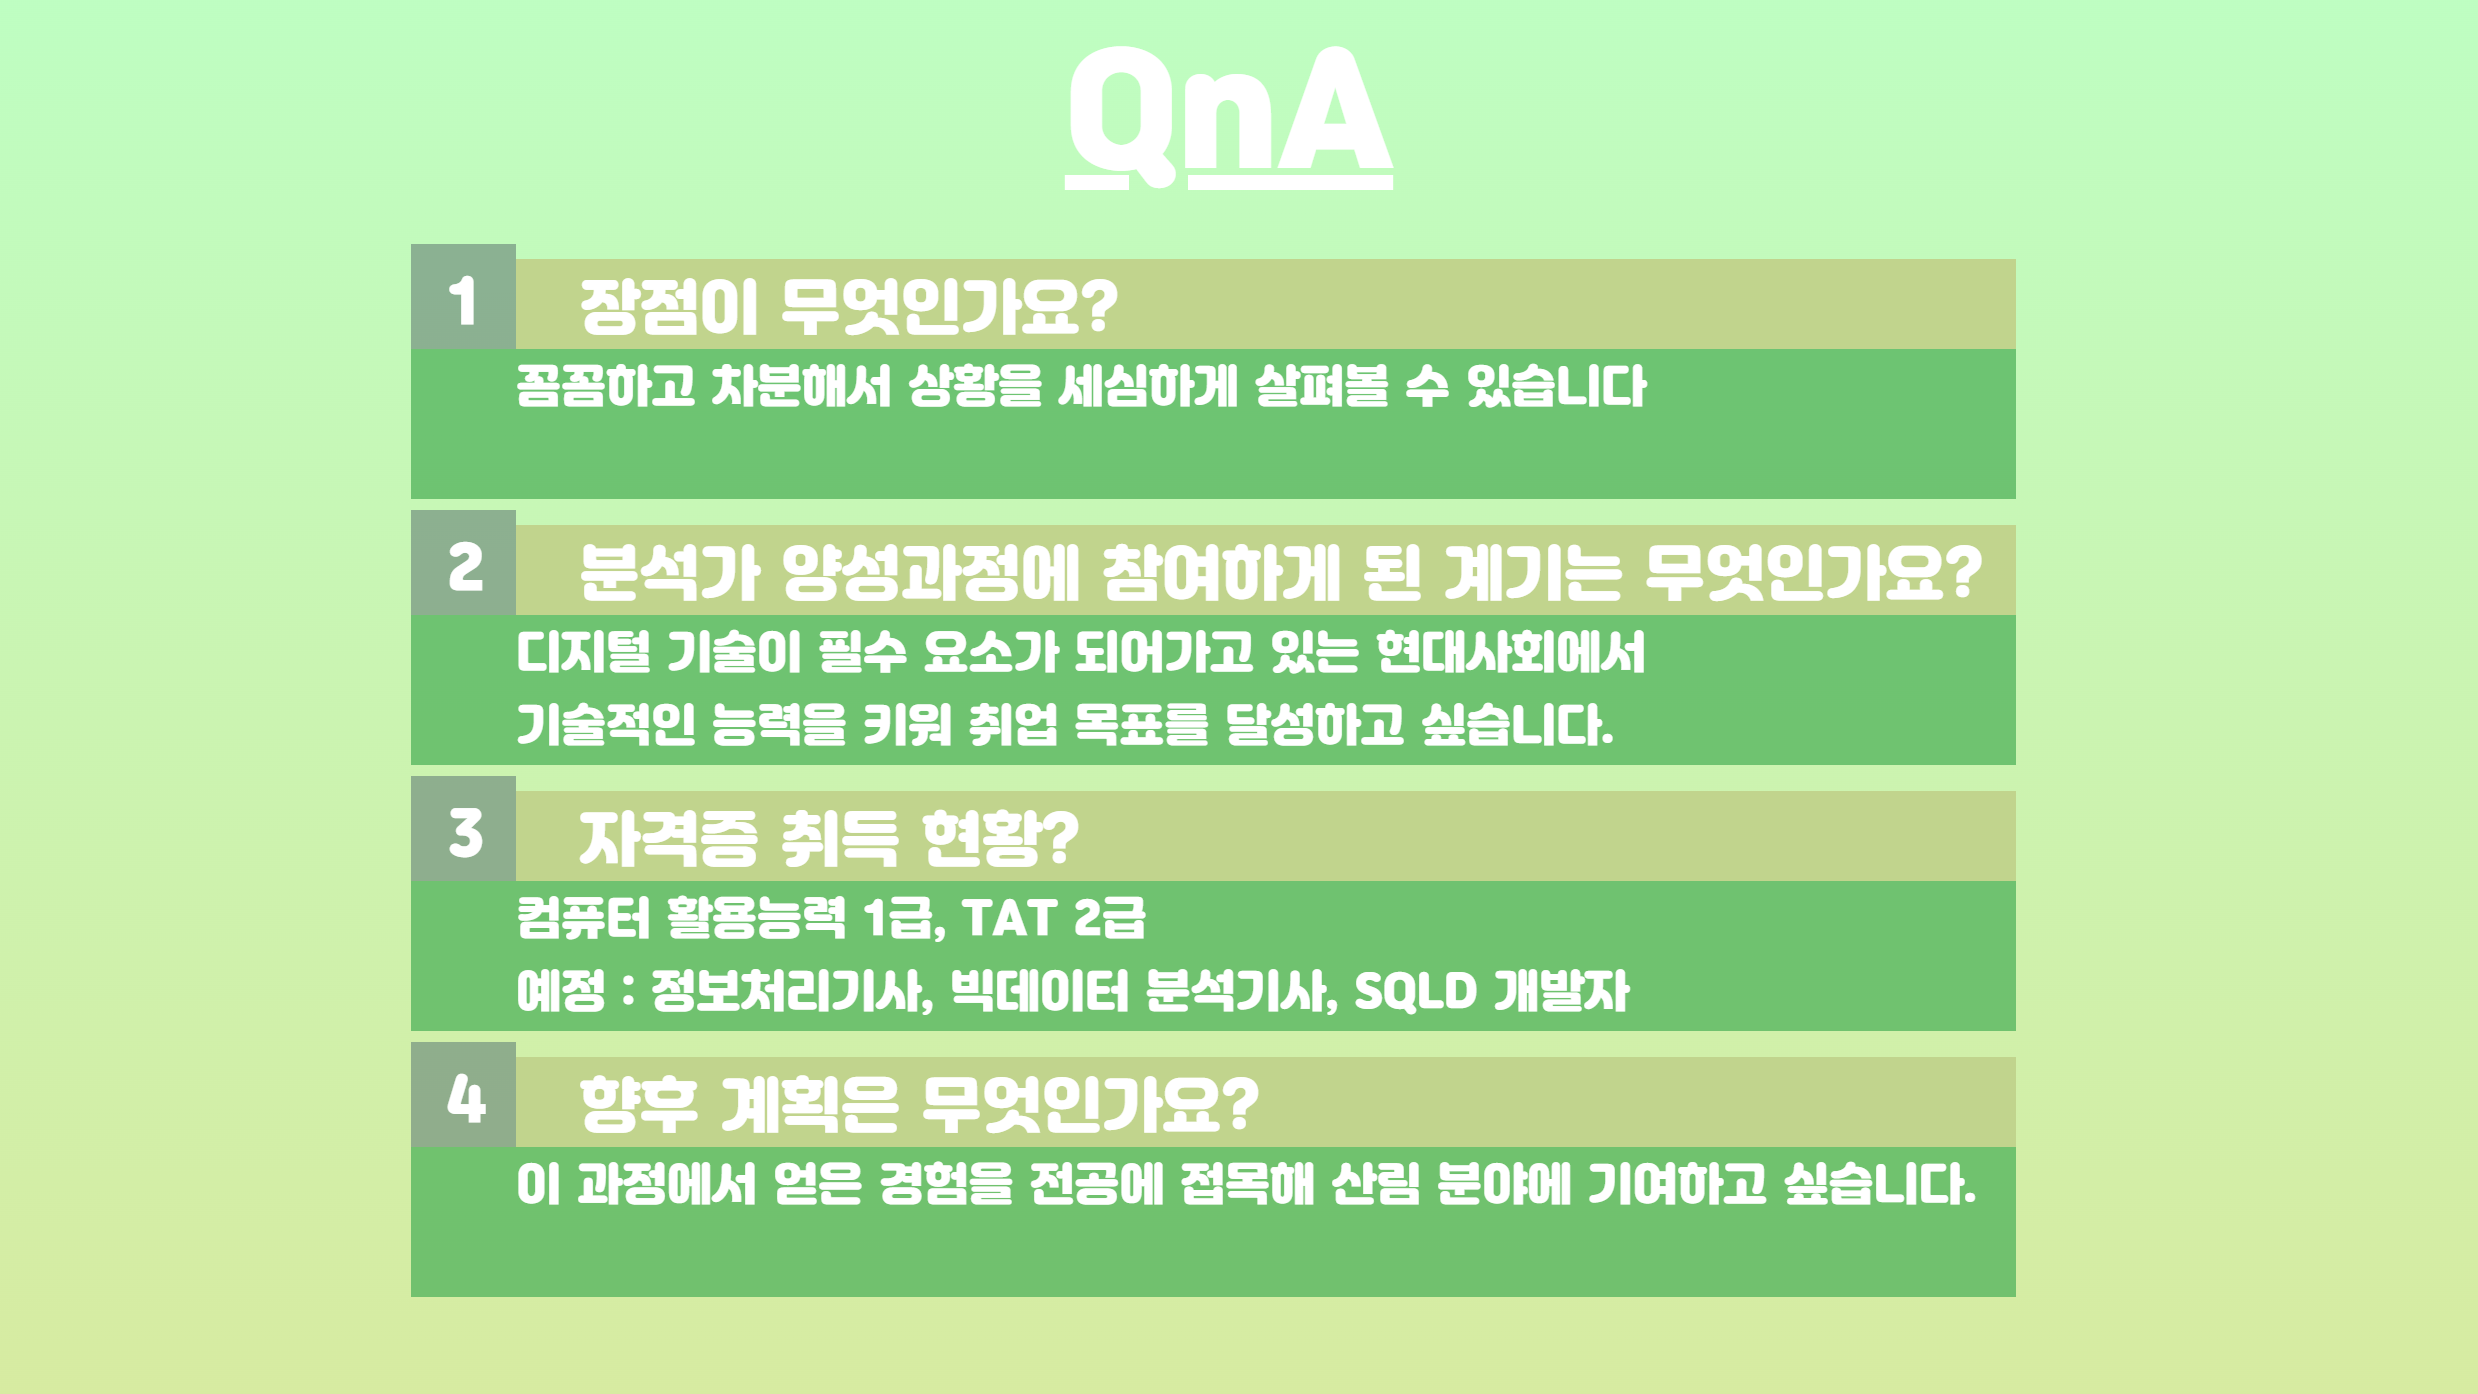 QnA
1
장점이 무엇인가요?
꼼꼼하고 차분해서 상황을 세심하게 살펴볼 수 있습니다
2
분석가 양성과정에 참여하게 된 계기는 무엇인가요?
디지털 기술이 필수 요소가 되어가고 있는 현대사회에서
기술적인 능력을 키워 취업 목표를 달성하고 싶습니다.
3
자격증 취득 현황?
컴퓨터 활용능력 1급, TAT 2급
예정 : 정보처리기사, 빅데이터 분석기사, SQLD 개발자
4
향후 계획은 무엇인가요?
이 과정에서 얻은 경험을 전공에 접목해 산림 분야에 기여하고 싶습니다.